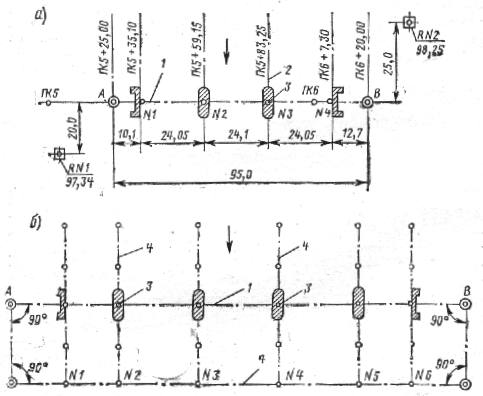 а)
ПК5+25,00
ПК5+35,10
ПК5+59,15
ПК5+83,25
ПК6+7,30
ПК6+20,00
RN2
98,25
25,0
ПК5
A
1
2
3
ПК6
B
N1
N2
N3
N4
20,0
RN1
97,34
10,1
24,05
24,1
24,05
12,7
95,0
б)
4
4
A
3
1
3
B
90°
90°
90°
90°
4
N1
N2
N3
N4
N5
N6